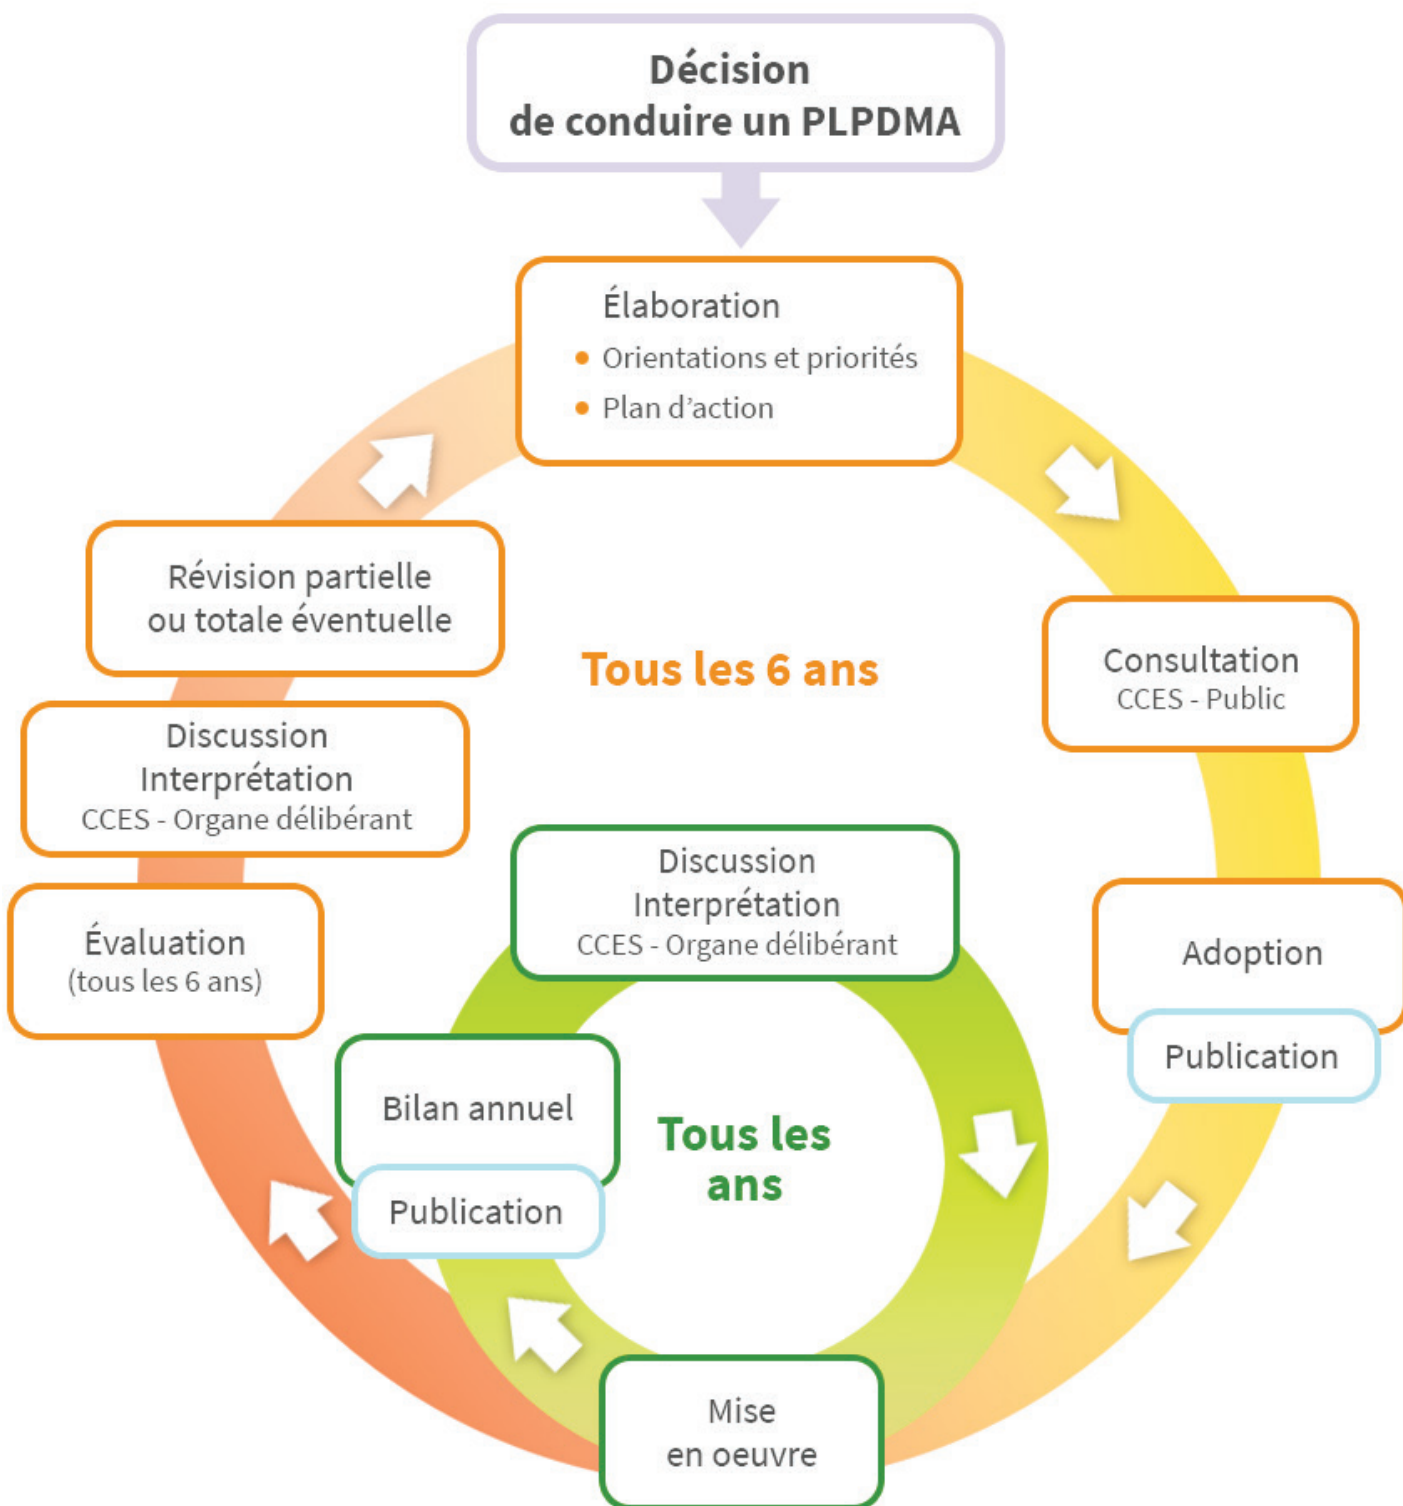 Décision
de conduire un PLPDMA
Élaboration
• Orientations et priorités
• Plan d’action
Révision partielle
ou totale éventuelle
Tous les 6 ans
Consultation
CCES - Public
Discussion
Interprétation
CCES - Organe délibérant
Discussion
Interprétation
CCES - Organe délibérant
Évaluation
(tous les 6 ans)
Adoption
Publication
Bilan annuel
Publication
Tous les
ans
Mise
en oeuvre